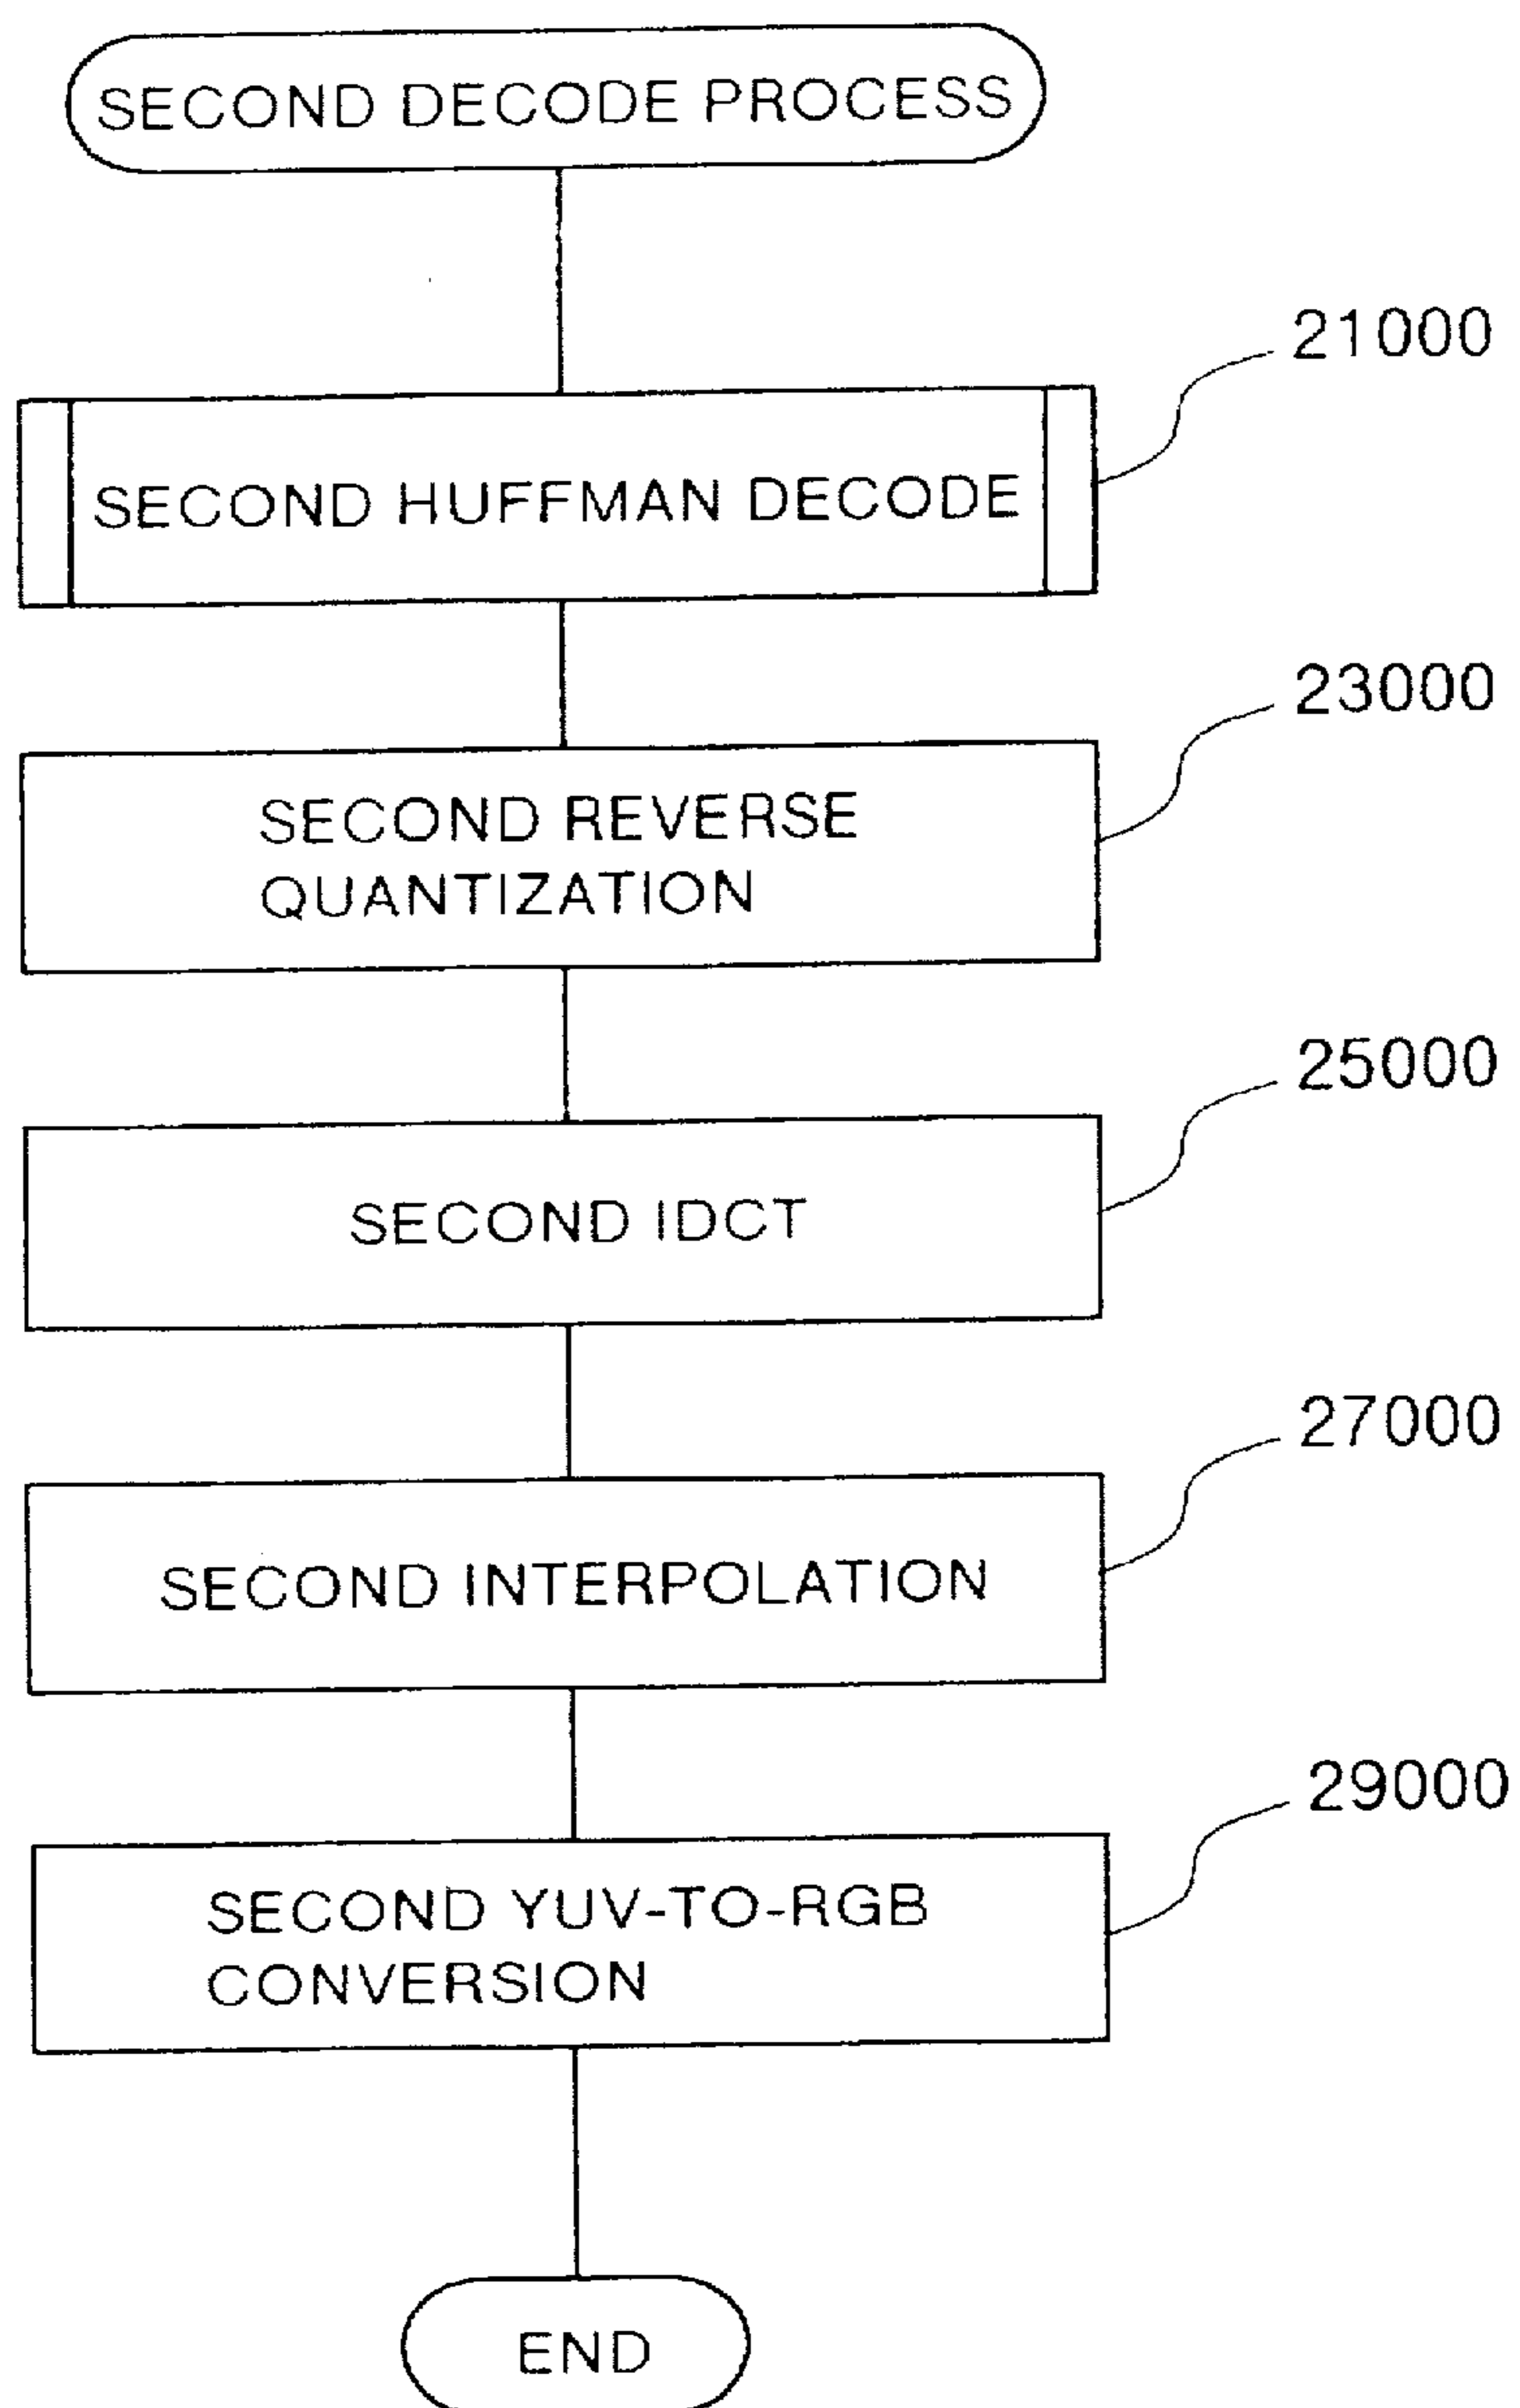 SECOND DECODE PROCESS
21000
SECOND HUFFMAN DECODE
23000
SECOND REVERSE
QUANTIZATION
25000
SECOND IDCT
27000
SECOND INTERPOLATION
29000
SECOND YUV-TO-RGB
CONVERSION
END